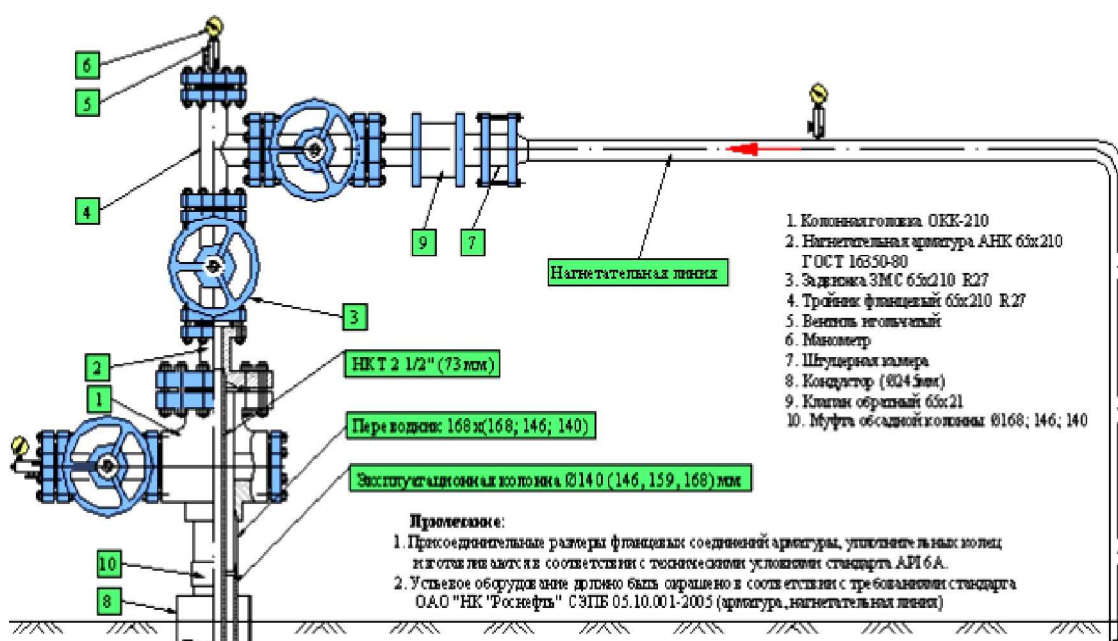 6
5
4
9
7
Нагнетательная линия
3
2
1
НКТ 2 1/2" (73 мм)
Переводник 168х(168; 146; 140)
Эксплуатационная колонна Ø140 (146, 159, 168) мм
10
8
1. Колонная головка ОКК-210
2. Нагнетательная арматура АНК 65х210
ГОСТ 16350-80
3. Задвижка ЗМС 65х210 R27
4. Тройник фланцевый 65х210 R27
5. Вентиль игольчатый
6. Манометр
7. Штуцерная камера
8. Кондуктор (Ø245мм)
9. Клапан обратный 65х21
10. Муфта обсадной колонны Ø168; 146; 140
Примечание:
1. Присоединительные размеры фланцевых соединений арматуры, уплотнительных колец
изготавливаются в соответствии с техническими условиями стандарта API 6A.
2. Устьевое оборудование должно быть окрашено в соответствии с требованиями стандарта
ОАО "НК "Роснефть" СЭПБ 05.10.001-2005 (арматура, нагнетательная линия)